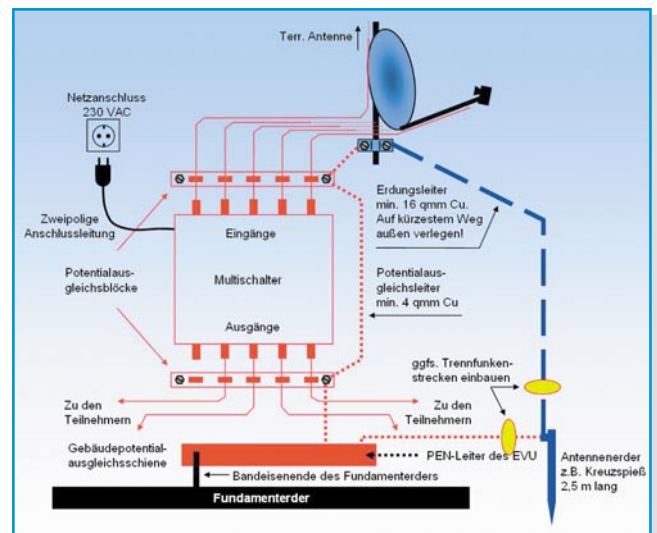 Terr. Antenne
Netzanschluss
230 VAC
Zweipolige
Anschlussleitung
Eingänge
Erdungsleiter
min. 16 qmm Cu.
Auf kürzestem Weg
außen verlegen!
Potentialaus-
gleichsblöcke
Multischalter
Potentialaus-
gleichsleiter
min. 4 qmm Cu
Ausgänge
ggfs. Trennfunken-
strecken einbauen
Zu den
Teilnehmern
Zu den
Teilnehmern
Gebäudepotential-
ausgleichsschiene
PEN-Leiter des EVU
Antennenerder
z.B. Kreuzspieß
2,5 m lang
Bandeisenende des Fundamenterders
Fundamenterder